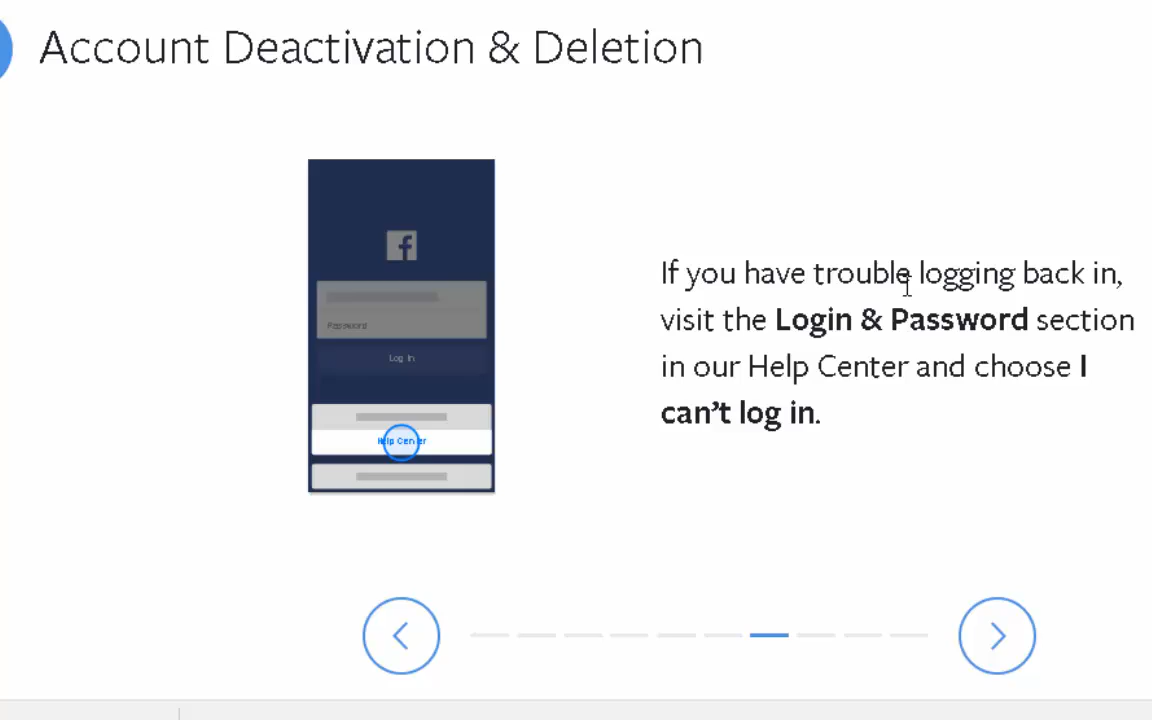 Account Deactivation & Deletion
Password
Log In
Help Center
If you have trouble logging back in,
visit the Login & Password section
in our Help Center and choose I
can't log in.